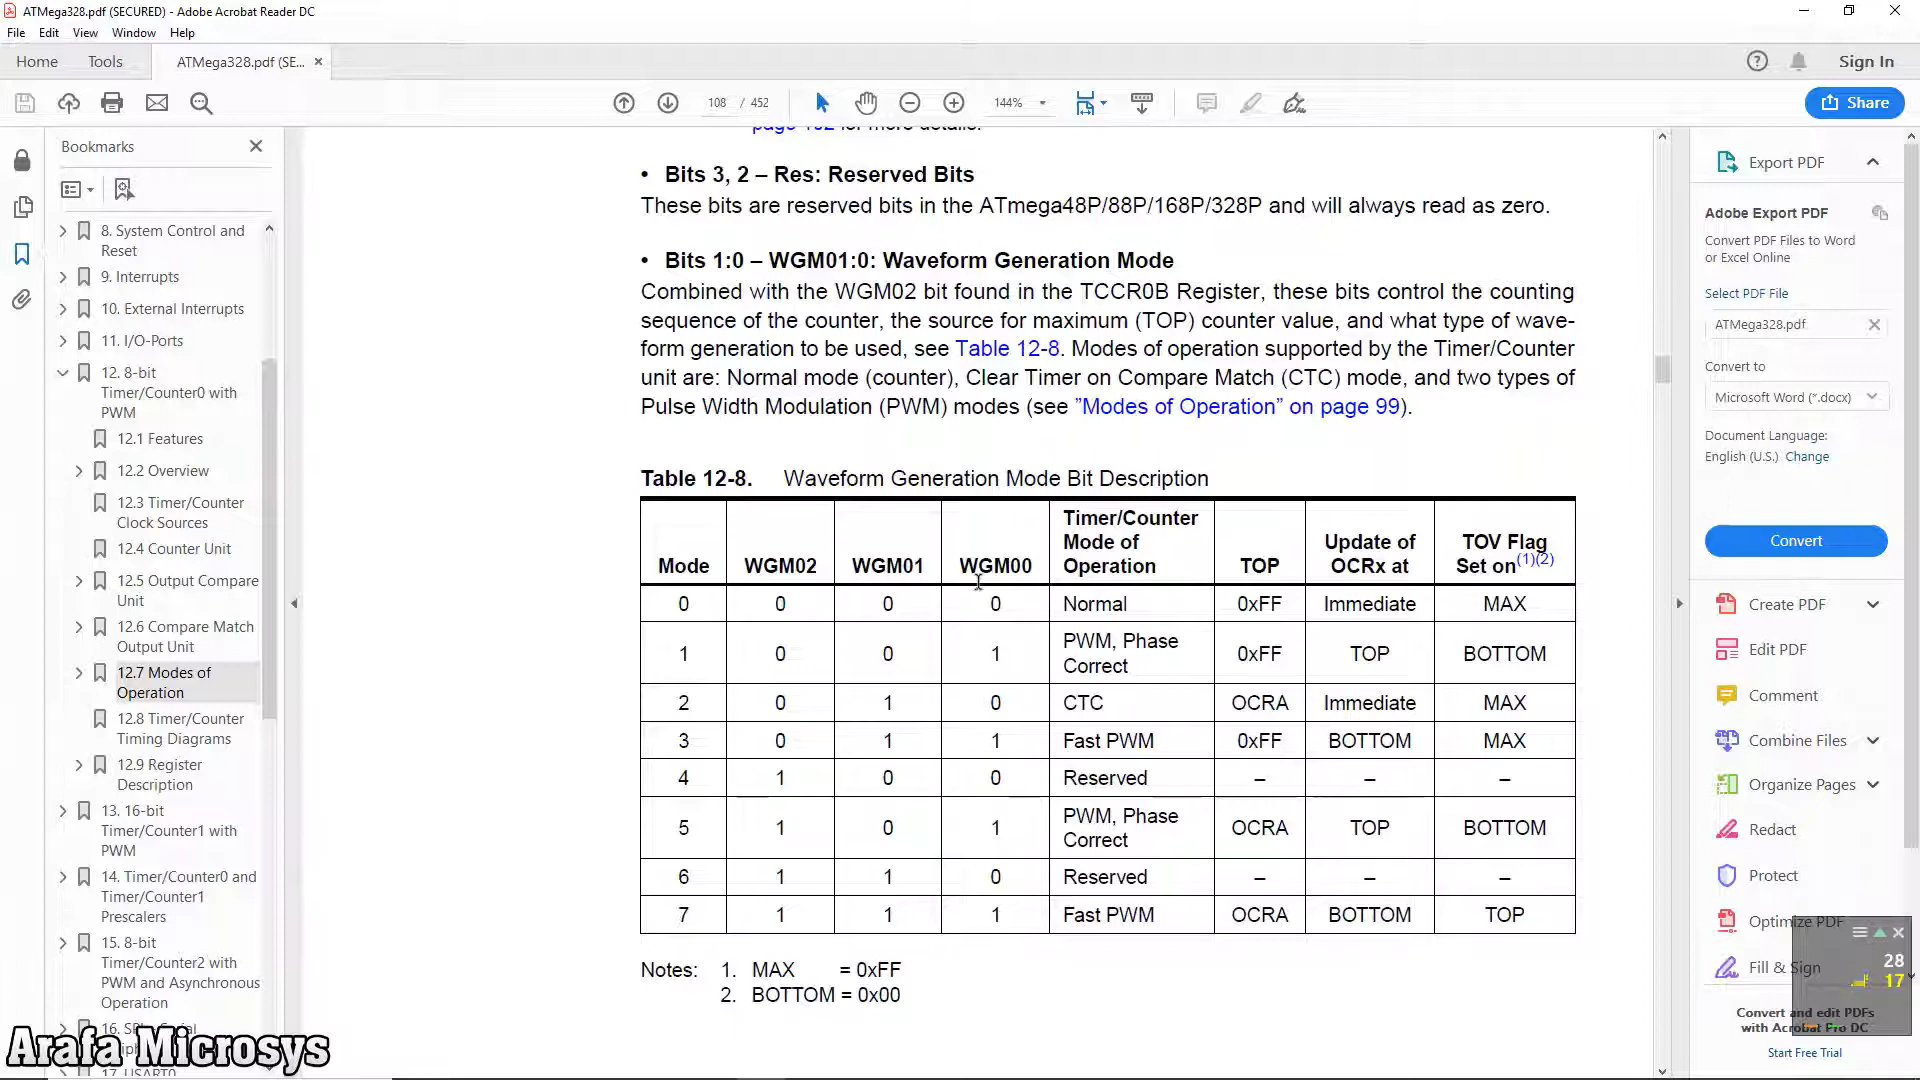 ATMega328.pdf (SECURED) - Adobe Acrobat Reader DC
File Edit View Window Help
Home Tools ATMega328.pdf (SE... Sign In
108 / 452 144% Share
Bookmarks
8. System Control and
Reset
9. Interrupts
10. External Interrupts
11. I/O-Ports
12. 8-bit
Timer/Counter0 with
PWM
12.1 Features
12.2 Overview
12.3 Timer/Counter
Clock Sources
12.4 Counter Unit
12.5 Output Compare
Unit
12.6 Compare Match
Output Unit
12.7 Modes of
Operation
12.8 Timer/Counter
Timing Diagrams
12.9 Register
Description
13. 16-bit
Timer/Counter1 with
PWM
14. Timer/Counter0 and
Timer/Counter1
Prescalers
15. 8-bit
Timer/Counter2 with
PWM and Asynchronous
Operation
17. USART0
Arafa Microsys
for more details.
• Bits 3, 2 – Res: Reserved Bits
These bits are reserved bits in the ATmega48P/88P/168P/328P and will always read as zero.
• Bits 1:0 – WGM01:0: Waveform Generation Mode
Combined with the WGM02 bit found in the TCCR0B Register, these bits control the counting
sequence of the counter, the source for maximum (TOP) counter value, and what type of wave-
form generation to be used, see Table 12-8. Modes of operation supported by the Timer/Counter
unit are: Normal mode (counter), Clear Timer on Compare Match (CTC) mode, and two types of
Pulse Width Modulation (PWM) modes (see ”Modes of Operation” on page 99).
Table 12-8. Waveform Generation Mode Bit Description
Mode WGM02 WGM01 WGM00 Timer/Counter Mode of Operation TOP Update of OCRx at TOV Flag Set on(1)(2)
0 0 0 0 Normal 0xFF Immediate MAX
1 0 0 1 PWM, Phase Correct 0xFF TOP BOTTOM
2 0 1 0 CTC OCRA Immediate MAX
3 0 1 1 Fast PWM 0xFF BOTTOM MAX
4 1 0 0 Reserved – – –
5 1 0 1 PWM, Phase Correct OCRA TOP BOTTOM
6 1 1 0 Reserved – – –
7 1 1 1 Fast PWM OCRA BOTTOM TOP
Notes: 1. MAX = 0xFF
2. BOTTOM = 0x00
Export PDF
Adobe Export PDF
Convert PDF Files to Word
or Excel Online
Select PDF File
ATMega328.pdf
Convert to
Microsoft Word (*.docx)
Document Language:
English (U.S.) Change
Convert
Create PDF
Edit PDF
Comment
Combine Files
Organize Pages
Redact
Protect
Optimize PDF
Fill & Sign
28
17
Convert and edit PDFs
with Acrobat Pro DC
Start Free Trial